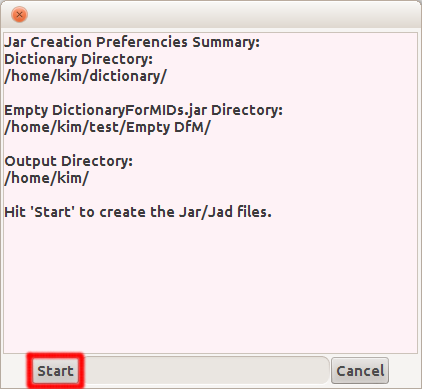 Jar Creation Preferencies Summary:
Dictionary Directory:
/home/kim/dictionary/
Empty DictionaryForMIDs.jar Directory:
/home/kim/test/Empty DfM/
Output Directory:
/home/kim/
Hit 'Start' to create the Jar/Jad files.
Start
Cancel